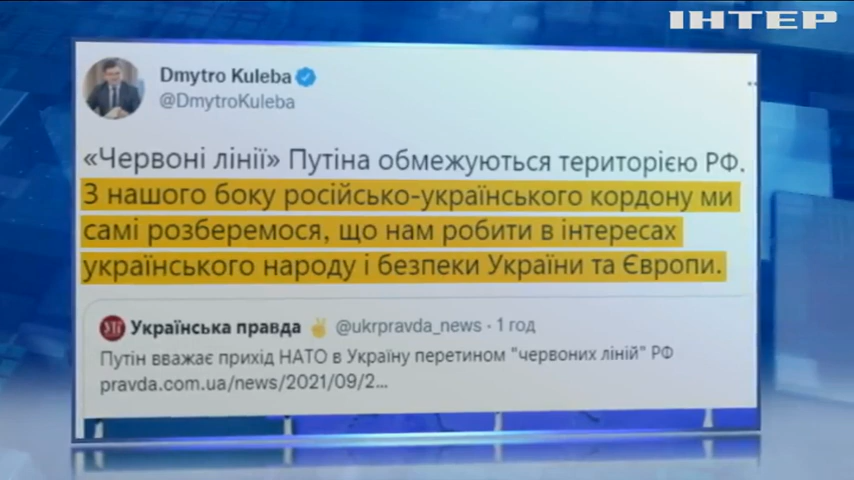 ІНТЕР
Dmytro Kuleba
@DmytroKuleba
«Червоні лінії» Путіна обмежуються територією РФ.
З нашого боку російсько-українського кордону ми
самі розберемося, що нам робити в інтересах
українського народу і безпеки України та Європи.
УП Українська правда ✌ @ukrpravda_news · 1 год
Путін вважає прихід НАТО в Україну перетином "червоних ліній" РФ
pravda.com.ua/news/2021/09/2...